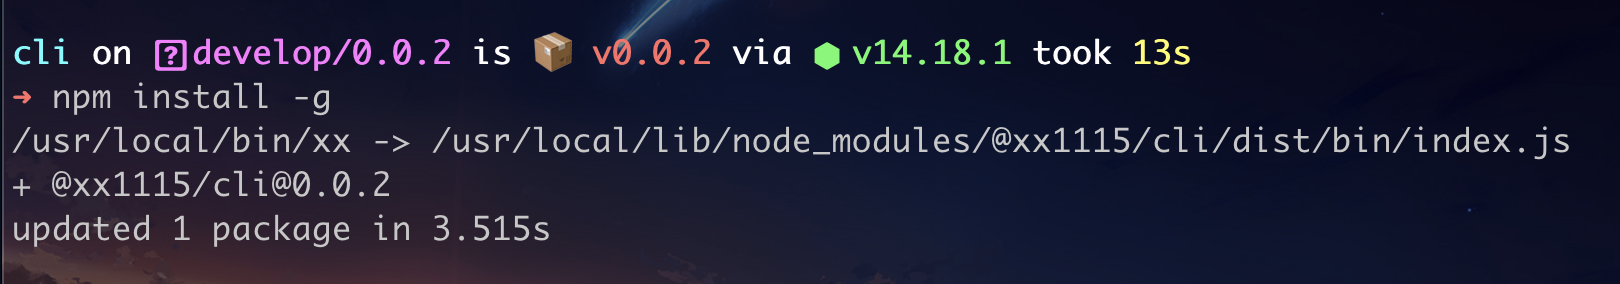 cli on develop/0.0.2 is 📦 v0.0.2 via ⬢ v14.18.1 took 13s
➜ npm install -g
/usr/local/bin/xx -> /usr/local/lib/node_modules/@xx1115/cli/dist/bin/index.js
+ @xx1115/cli@0.0.2
updated 1 package in 3.515s